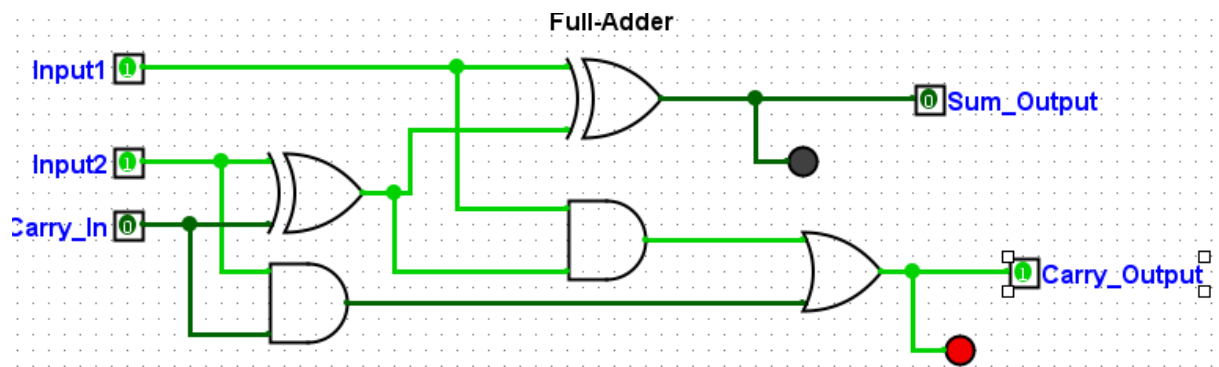 Full-Adder
Input1 1
0 Sum_Output
Input2 1
Carry_In 0
1 Carry_Output